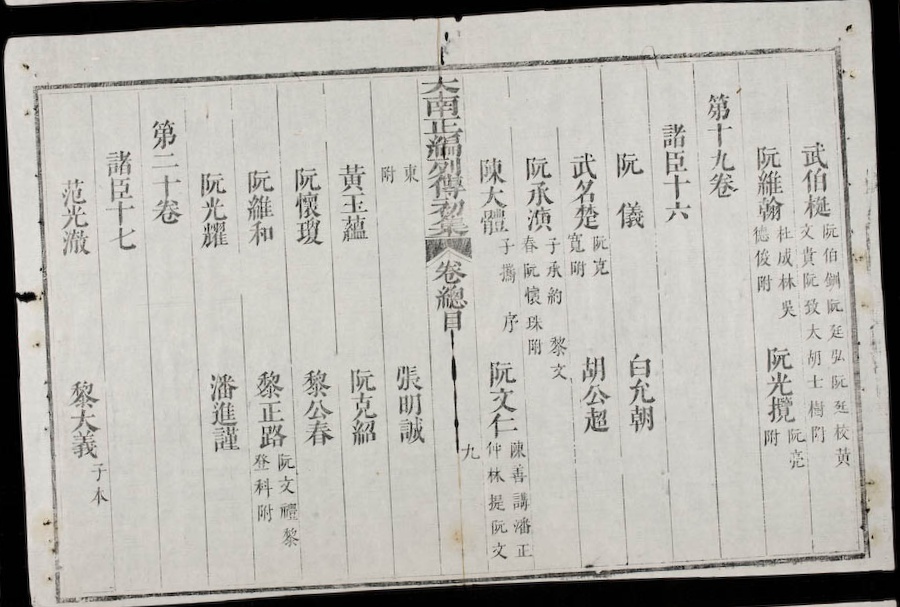 武伯梴 阮伯鉶阮廷弘阮廷校黃文貴阮致大胡士樹附
阮維翰 杜成林吳德俊附 阮光攬 阮亮附
第十九卷
諸臣十六
阮儀 白允朝
武名楚 阮克寬附 胡公超
阮承演 子承約 黎文春阮懷珠附
陳大體 子攜 序 阮文仁 陳善講潘正仲林提阮文九
大南正編列傳初集 卷總目
東附 張明誠
黃玉蘊 阮克紹
阮懷瓊 黎公春
阮維和 黎正路 阮文禮黎登科附
阮光耀 潘進謹
第二十卷
諸臣十七
范光澈 黎大義 子本